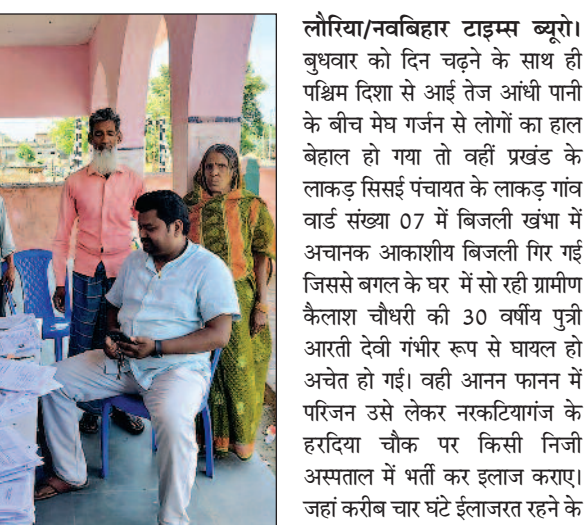 लौरिया/नवबिहार टाइम्स ब्यूरो।
बुधवार को दिन चढ़ने के साथ ही
पश्चिम दिशा से आई तेज आंधी पानी
के बीच मेघ गर्जन से लोगों का हाल
बेहाल हो गया तो वहीं प्रखंड के
लाकड़ सिसई पंचायत के लाकड़ गांव
वार्ड संख्या 07 में बिजली खंभा में
अचानक आकाशीय बिजली गिर गई
जिससे बगल के घर में सो रही ग्रामीण
कैलाश चौधरी की 30 वर्षीय पुत्री
आरती देवी गंभीर रूप से घायल हो
अचेत हो गई। वही आनन फानन में
परिजन उसे लेकर नरकटियागंज के
हरदिया चौक पर किसी निजी
अस्पताल में भर्ती कर इलाज कराए।
जहां करीब चार घंटे ईलाजरत रहने के